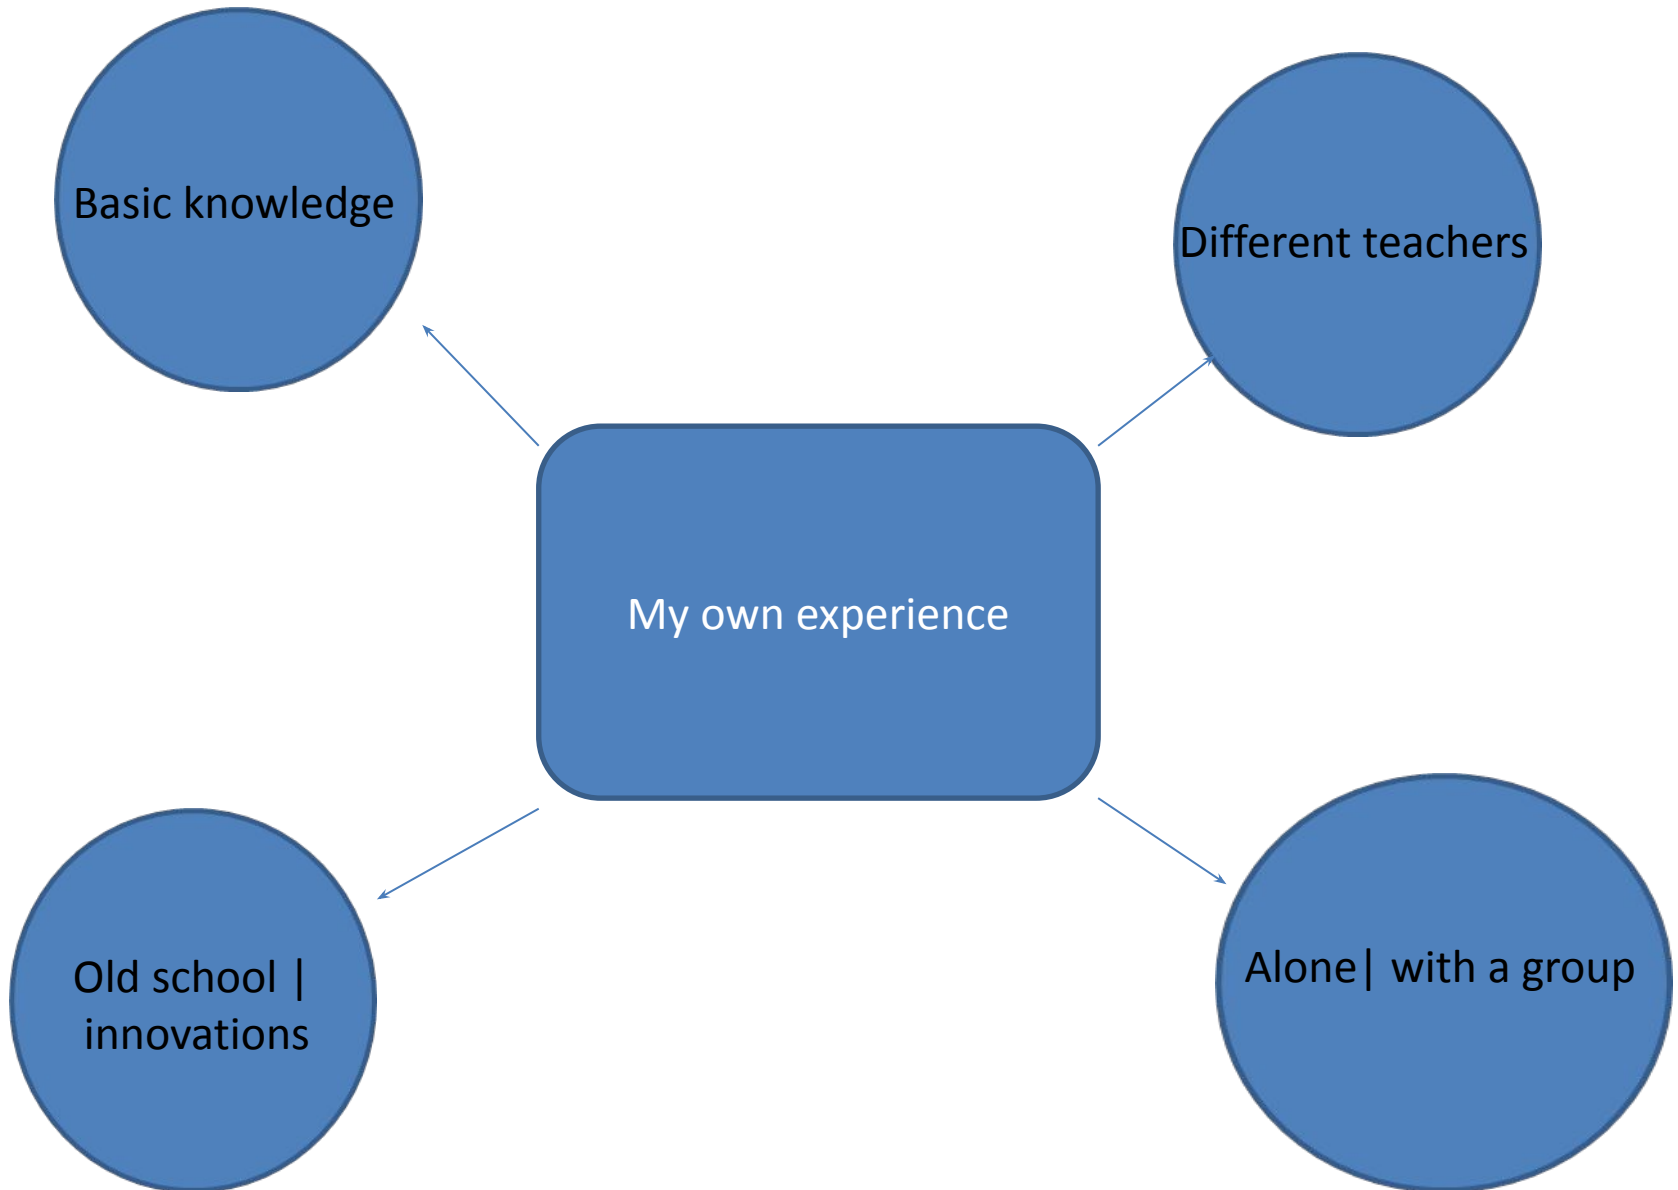 Basic knowledge
Different teachers
My own experience
Old school |
innovations
Alone| with a group